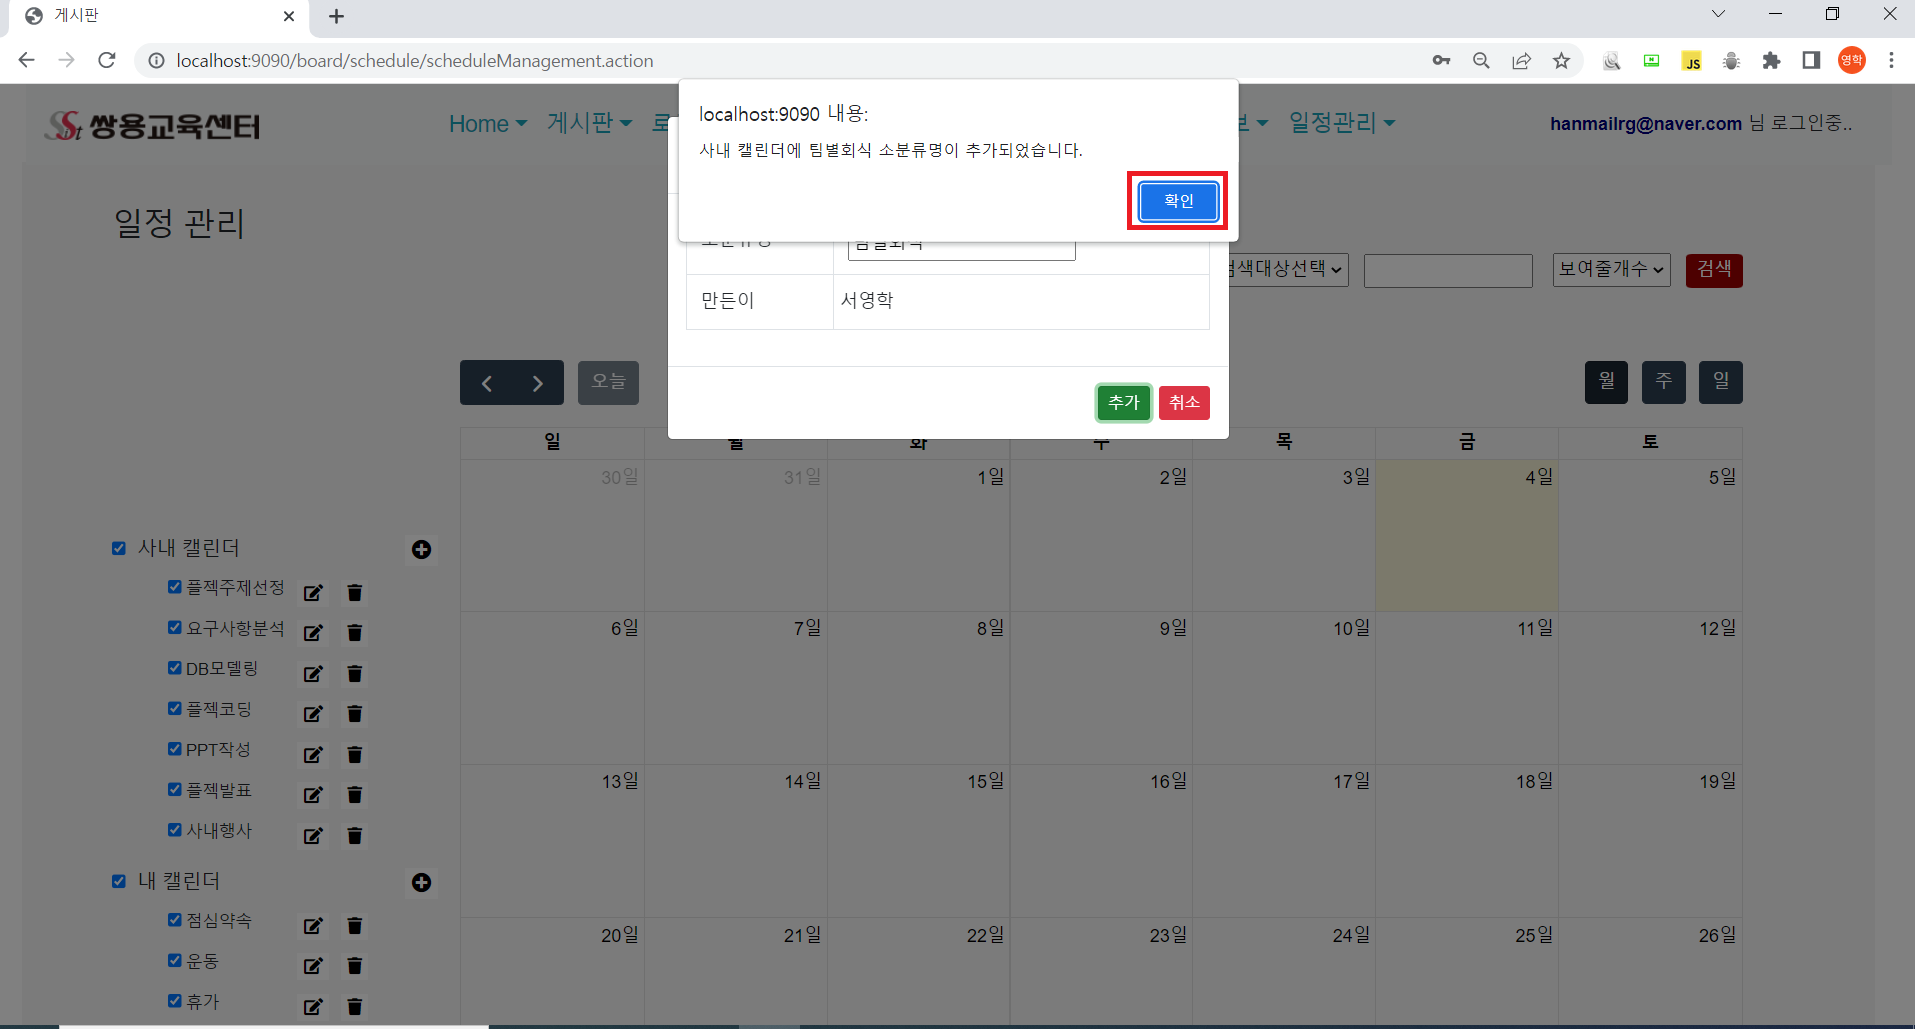 게시판
localhost:9090/board/schedule/scheduleManagement.action
JS
영학
Sist 쌍용교육센터
Home 게시판 일정관리
hanmailrg@naver.com 님 로그인중..
localhost:9090 내용:
사내 캘린더에 팀별회식 소분류명이 추가되었습니다.
확인
일정 관리
소분류명 팀별회식
검색대상선택 보여줄개수 검색
만든이 서영학
추가 취소
오늘 월 주 일
일 월 화 수 목 금 토
30일 31일 1일 2일 3일 4일 5일
6일 7일 8일 9일 10일 11일 12일
13일 14일 15일 16일 17일 18일 19일
20일 21일 22일 23일 24일 25일 26일
사내 캘린더
플젝주제선정
요구사항분석
DB모델링
플젝코딩
PPT작성
플젝발표
사내행사
내 캘린더
점심약속
운동
휴가